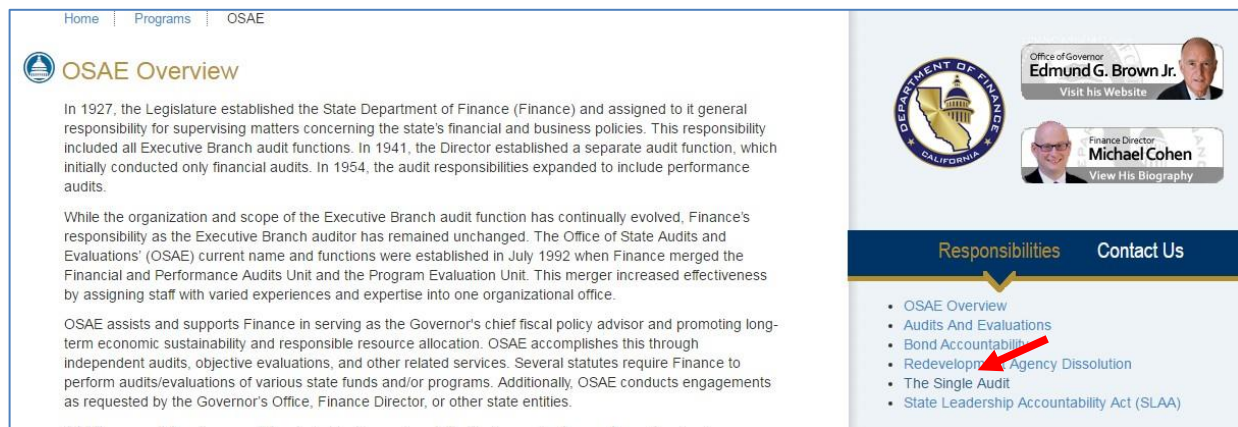 Home Programs OSAE
OSAE Overview
In 1927, the Legislature established the State Department of Finance (Finance) and assigned to it general
responsibility for supervising matters concerning the state's financial and business policies. This responsibility
included all Executive Branch audit functions. In 1941, the Director established a separate audit function, which
initially conducted only financial audits. In 1954, the audit responsibilities expanded to include performance
audits.
While the organization and scope of the Executive Branch audit function has continually evolved, Finance's
responsibility as the Executive Branch auditor has remained unchanged. The Office of State Audits and
Evaluations' (OSAE) current name and functions were established in July 1992 when Finance merged the
Financial and Performance Audits Unit and the Program Evaluation Unit. This merger increased effectiveness
by assigning staff with varied experiences and expertise into one organizational office.
OSAE assists and supports Finance in serving as the Governor's chief fiscal policy advisor and promoting long-
term economic sustainability and responsible resource allocation. OSAE accomplishes this through
independent audits, objective evaluations, and other related services. Several statutes require Finance to
perform audits/evaluations of various state funds and/or programs. Additionally, OSAE conducts engagements
as requested by the Governor's Office, Finance Director, or other state entities.
DEPARTMENT OF FINANCE
CALIFORNIA
Office of Governor
Edmund G. Brown Jr.
Visit his Website
Finance Director
Michael Cohen
View His Biography
Responsibilities Contact Us
OSAE Overview
Audits And Evaluations
Bond Accountability
Redevelopment Agency Dissolution
The Single Audit
State Leadership Accountability Act (SLAA)